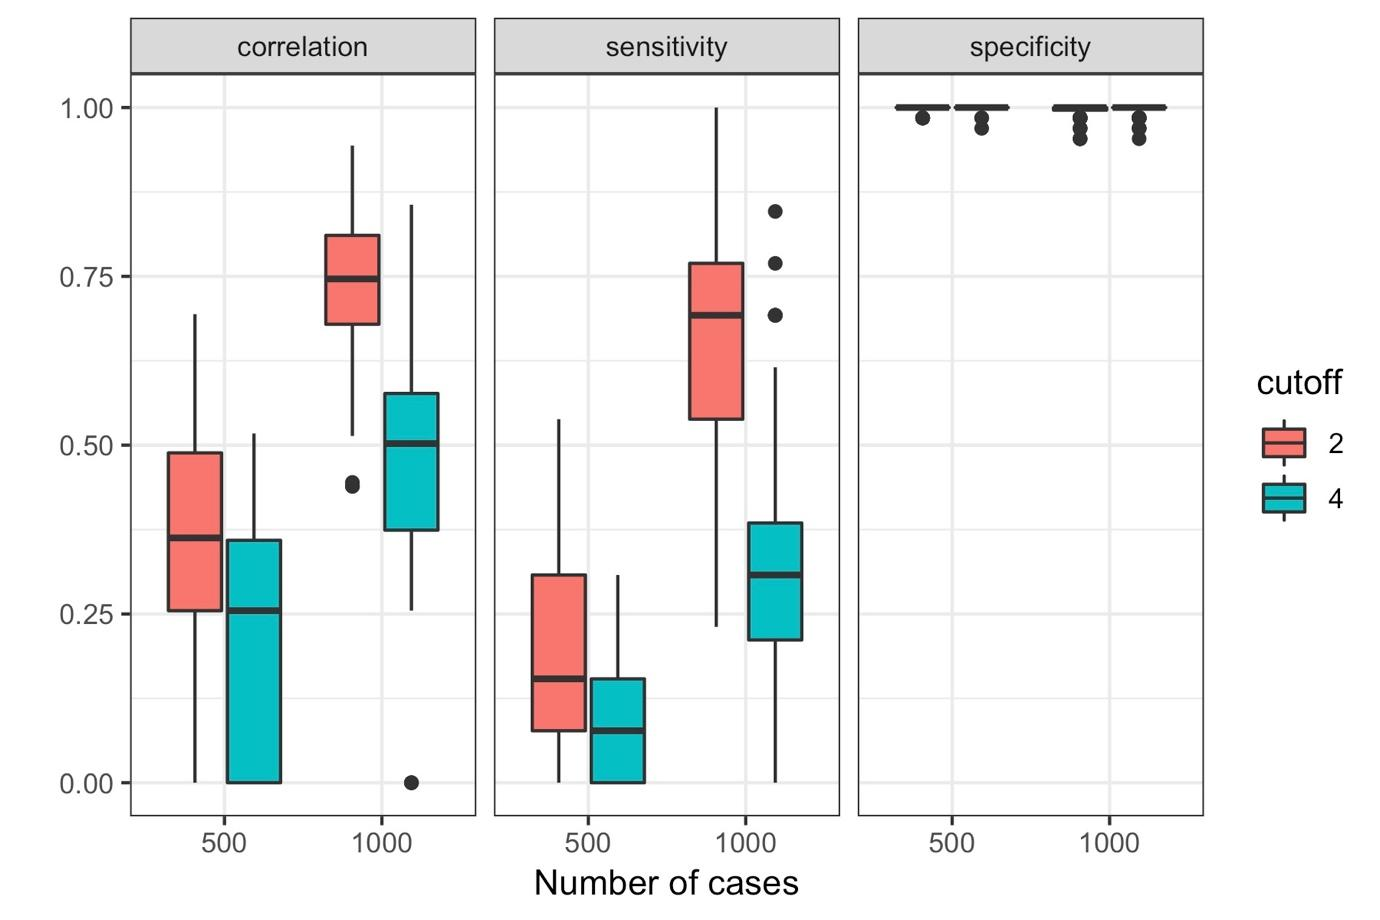 correlation sensitivity specificity
1.00
0.75
0.50
0.25
0.00
500 1000 500 1000 500 1000
Number of cases
cutoff
2
4